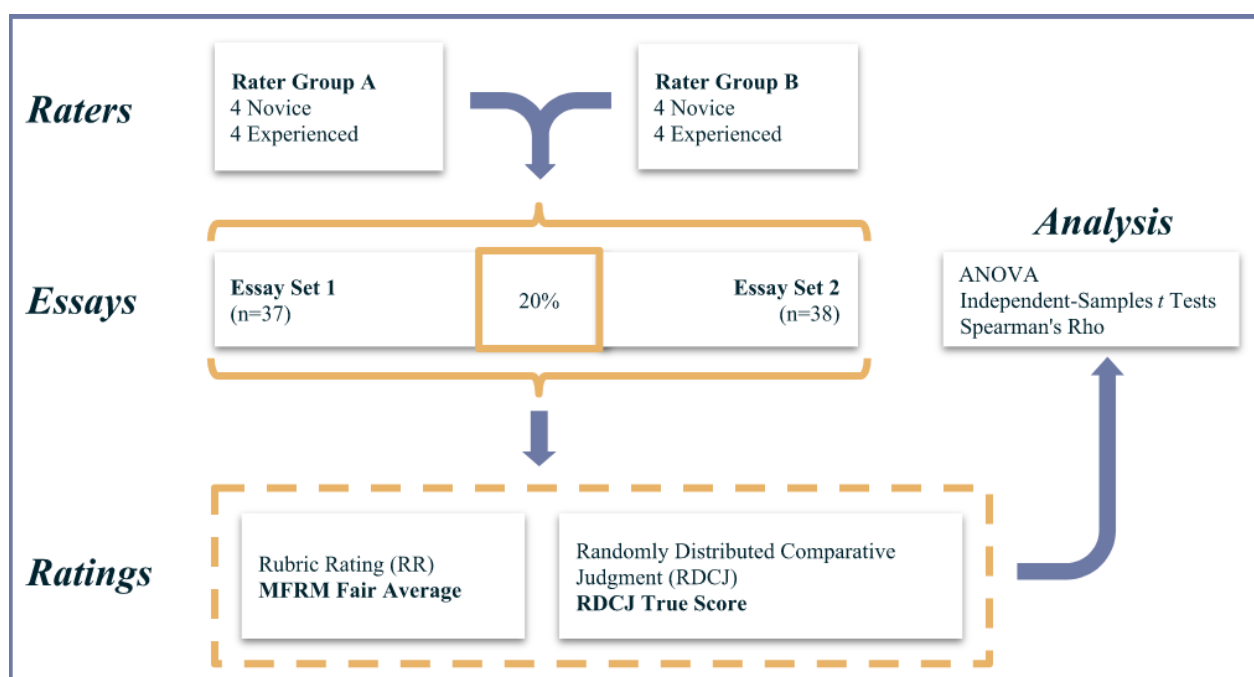 Raters
Rater Group A
4 Novice
4 Experienced
Rater Group B
4 Novice
4 Experienced
Essays
Essay Set 1
(n=37)
20%
Essay Set 2
(n=38)
Analysis
ANOVA
Independent-Samples t Tests
Spearman's Rho
Ratings
Rubric Rating (RR)
MFRM Fair Average
Randomly Distributed Comparative
Judgment (RDCJ)
RDCJ True Score